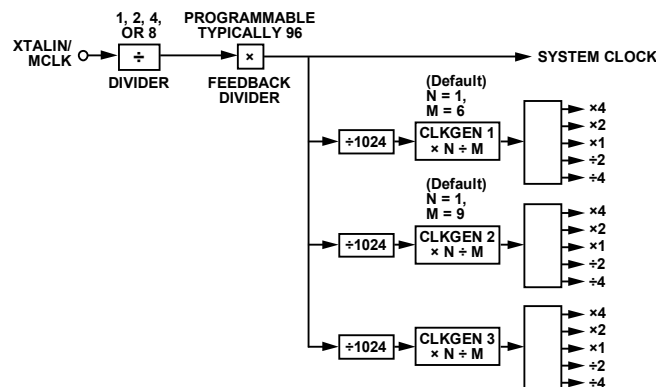 1, 2, 4,
OR 8
PROGRAMMABLE
TYPICALLY 96
XTALIN/
MCLK
÷
×
SYSTEM CLOCK
DIVIDER
FEEDBACK
DIVIDER
(Default)
N = 1,
M = 6
÷1024
CLKGEN 1
× N ÷ M
×4
×2
×1
÷2
÷4
(Default)
N = 1,
M = 9
÷1024
CLKGEN 2
× N ÷ M
×4
×2
×1
÷2
÷4
÷1024
CLKGEN 3
× N ÷ M
×4
×2
×1
÷2
÷4